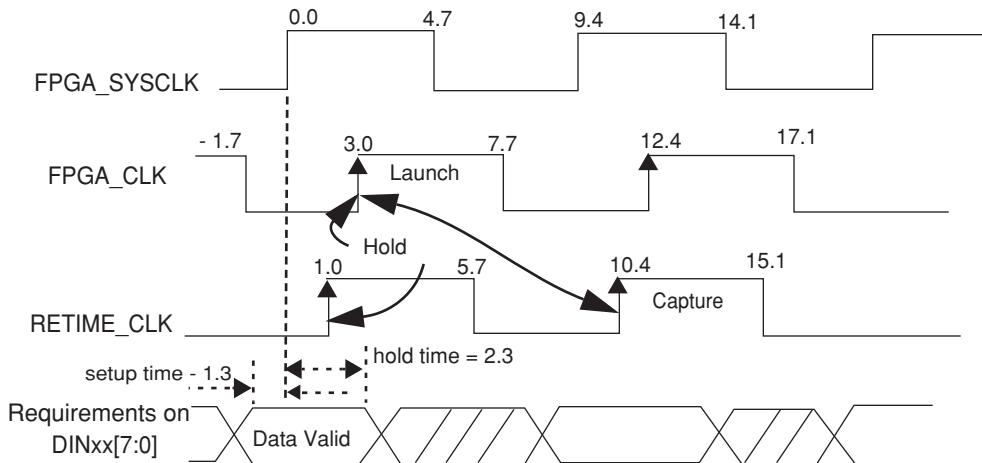 0.0 4.7 9.4 14.1
FPGA_SYSCLK
- 1.7 3.0 7.7 12.4 17.1
FPGA_CLK
Launch
Hold
1.0 5.7 10.4 15.1
Capture
RETIME_CLK
hold time = 2.3
setup time - 1.3
Requirements on
DINxx[7:0]
Data Valid